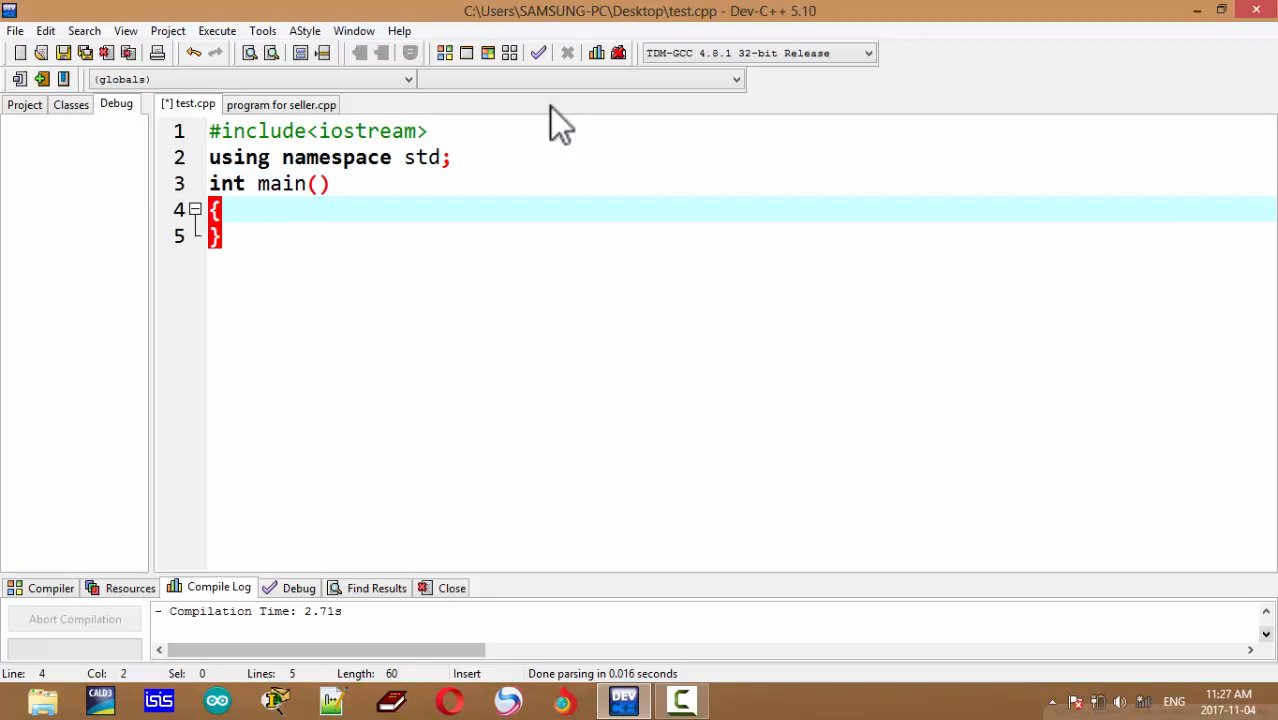 C:\Users\SAMSUNG-PC\Desktop\test.cpp - Dev-C++ 5.10
File Edit Search View Project Execute Tools AStyle Window Help
TDM-GCC 4.8.1 32-bit Release
(globals)
Project Classes Debug [*] test.cpp program for seller.cpp
1 #include<iostream>
2 using namespace std;
3 int main()
4 {
5 }
Compiler Resources Compile Log Debug Find Results Close
Abort Compilation - Compilation Time: 2.71s
Line: 4 Col: 2 Sel: 0 Lines: 5 Length: 60 Insert Done parsing in 0.016 seconds
CALD3 isis DEV ENG 11:27 AM
2017-11-04